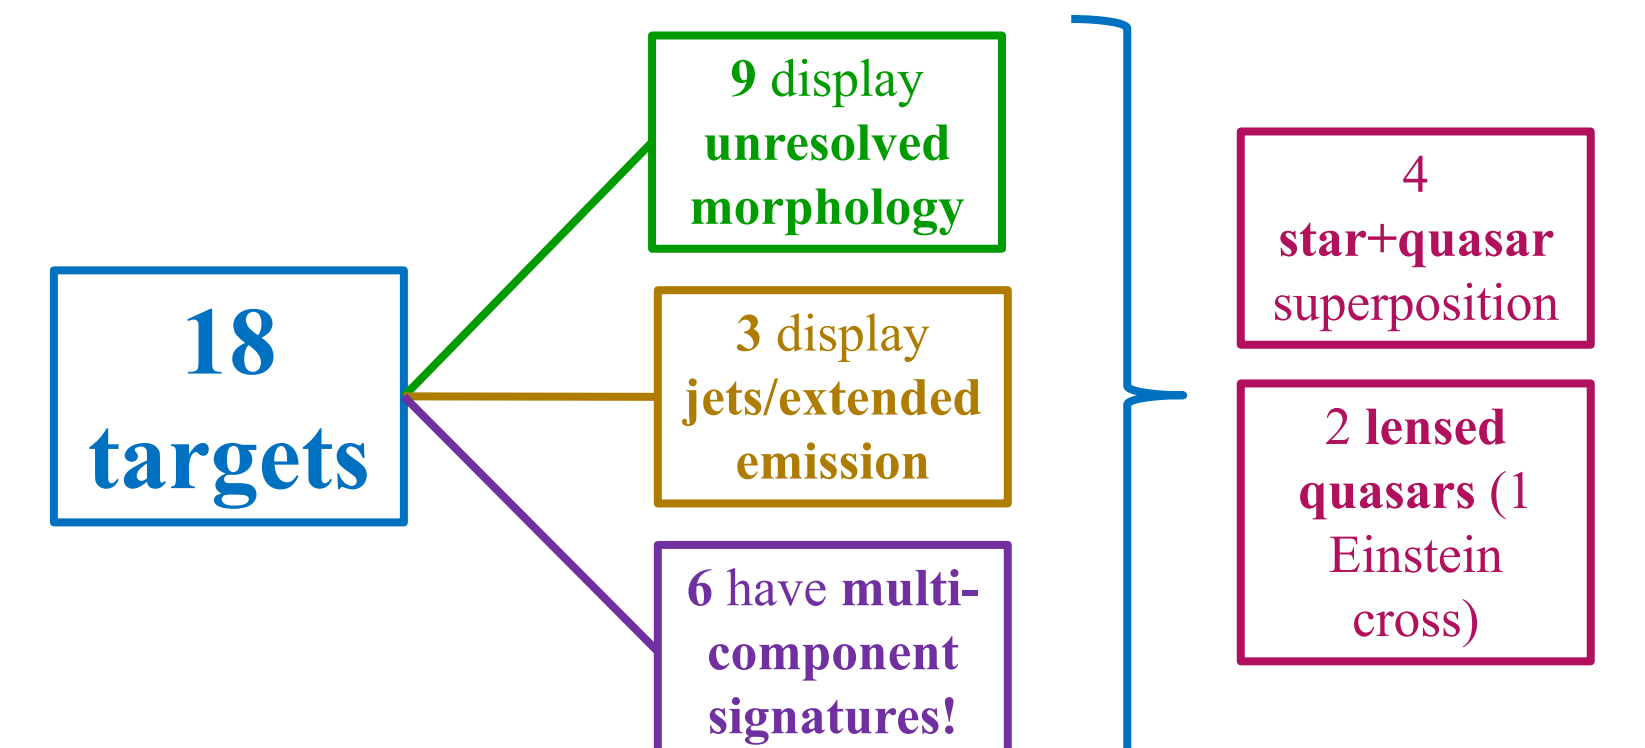 18
targets
9 display
unresolved
morphology
3 display
jets/extended
emission
6 have multi-
component
signatures!
4
star+quasar
superposition
2 lensed
quasars (1
Einstein
cross)